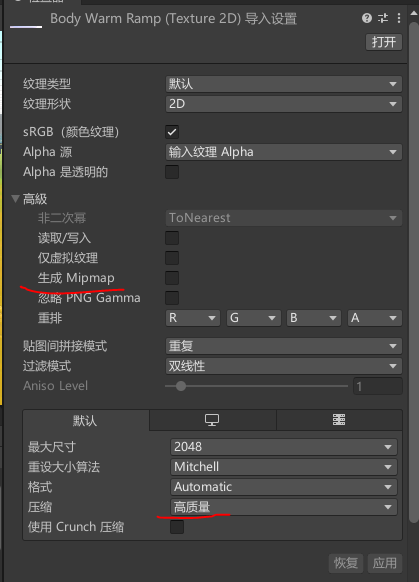 Body Warm Ramp (Texture 2D) 导入设置
打开
纹理类型 默认
纹理形状 2D
sRGB（颜色纹理）
Alpha 源 输入纹理 Alpha
Alpha 是透明的
高级
非二次幂 ToNearest
读取/写入
仅虚拟纹理
生成 Mipmap
忽略 PNG Gamma
重排 R G B A
贴图间拼接模式 重复
过滤模式 双线性
Aniso Level 1
默认
最大尺寸 2048
重设大小算法 Mitchell
格式 Automatic
压缩 高质量
使用 Crunch 压缩
恢复 应用